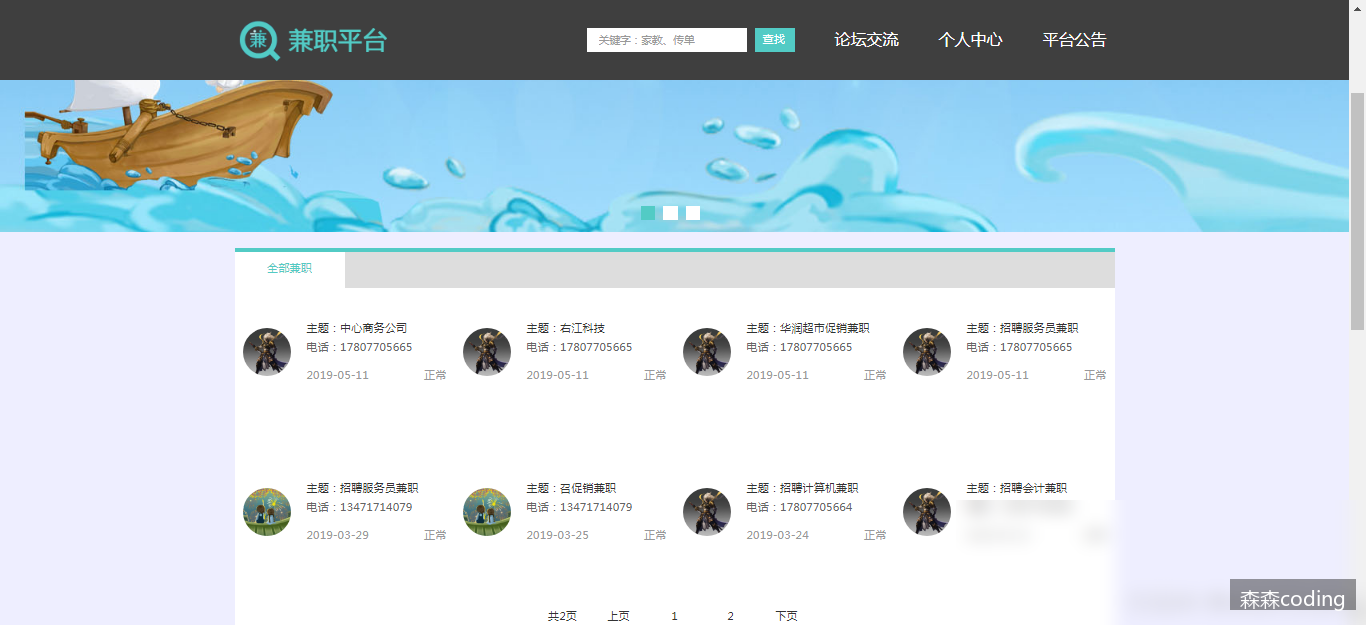 兼 兼职平台 关键字：家教、传单 查找 论坛交流 个人中心 平台公告
全部兼职
主题：中心商务公司 主题：右江科技 主题：华润超市促销兼职 主题：招聘服务员兼职
电话：17807705665 电话：17807705665 电话：17807705665 电话：17807705665
2019-05-11 正常 2019-05-11 正常 2019-05-11 正常 2019-05-11 正常
主题：招聘服务员兼职 主题：召促销兼职 主题：招聘计算机兼职 主题：招聘会计兼职
电话：13471714079 电话：13471714079 电话：17807705664
2019-03-29 正常 2019-03-25 正常 2019-03-24 正常
森森coding
共2页 上页 1 2 下页